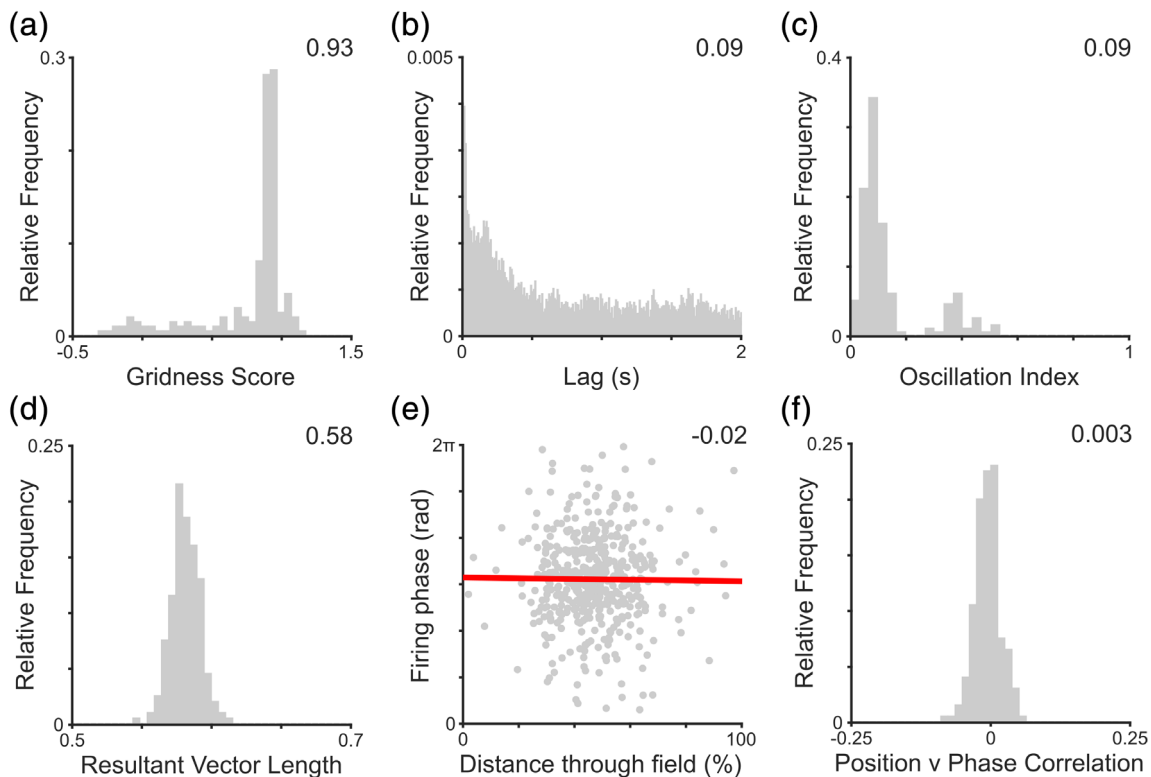 (a)
0.93
0.3
Relative Frequency
0
-0.5
1.5
Gridness Score
(b)
0.09
0.005
Relative Frequency
0
0
2
Lag (s)
(c)
0.09
0.4
Relative Frequency
0
0
1
Oscillation Index
(d)
0.58
0.25
Relative Frequency
0
0.5
0.7
Resultant Vector Length
(e)
-0.02
2π
Firing phase (rad)
0
0
100
Distance through field (%)
(f)
0.003
0.25
Relative Frequency
0
-0.25
0
0.25
Position v Phase Correlation